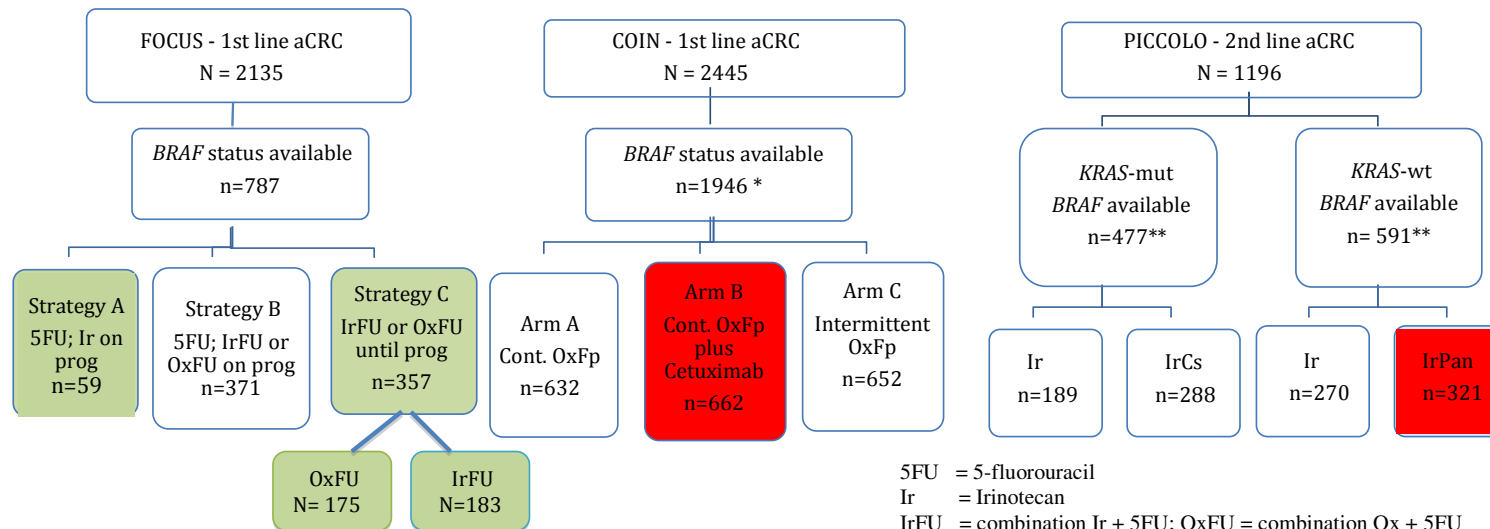 FOCUS - 1st line aCRC
N = 2135
BRAF status available
n=787
Strategy A
5FU; Ir on
prog
n=59
Strategy B
5FU; IrFU or
OxFU on prog
n=371
Strategy C
IrFU or OxFU
until prog
n=357
OxFU
N= 175
IrFU
N=183
COIN - 1st line aCRC
N = 2445
BRAF status available
n=1946 *
Arm A
Cont. OxFp
n=632
Arm B
Cont. OxFp
plus
Cetuximab
n=662
Arm C
Intermittent
OxFp
n=652
PICCOLO - 2nd line aCRC
N = 1196
KRAS-mut
BRAF available
n=477**
KRAS-wt
BRAF available
n= 591**
Ir
n=189
IrCs
n=288
Ir
n=270
IrPan
n=321
5FU = 5-fluorouracil
Ir = Irinotecan
IrFU = combination Ir + 5FU; OxFU = combination Ox + 5FU